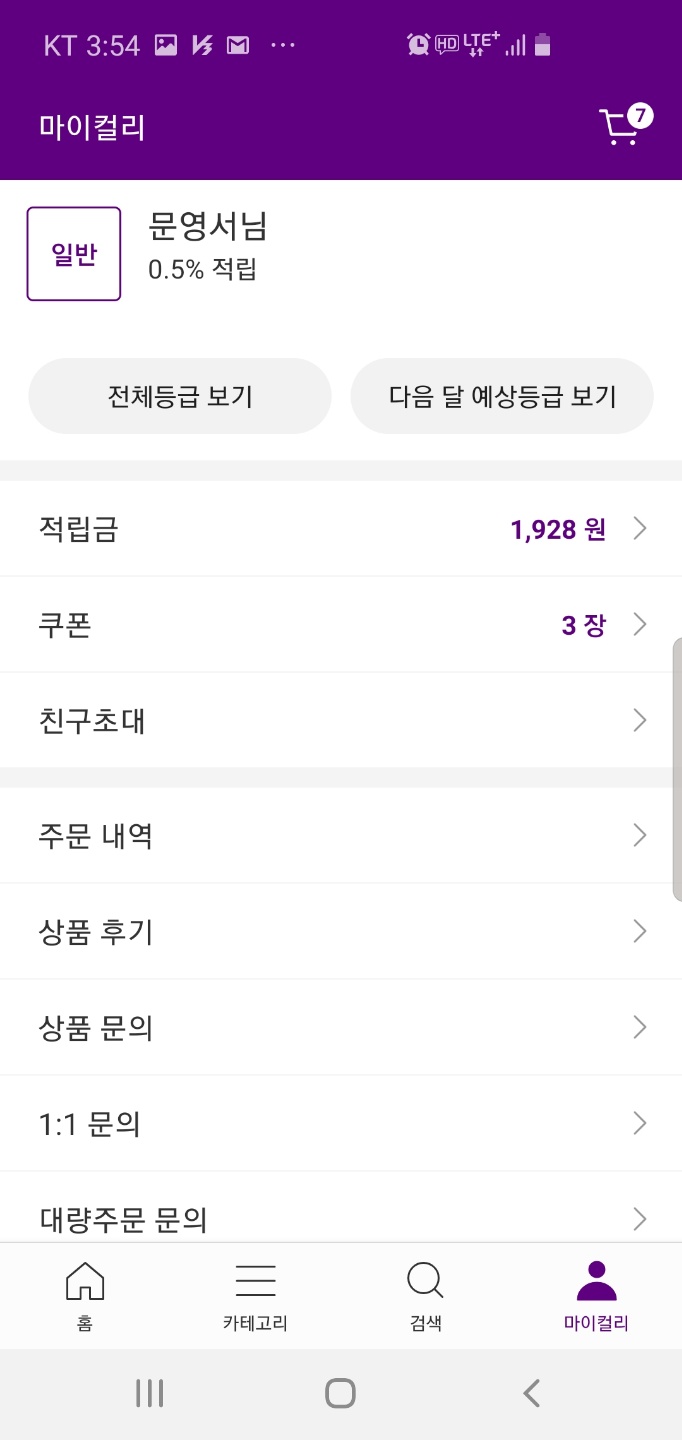 KT 3:54
HD LTE+
마이컬리
7
일반
문영서님
0.5% 적립
전체등급 보기
다음 달 예상등급 보기
적립금 1,928 원
쿠폰 3 장
친구초대
주문 내역
상품 후기
상품 문의
1:1 문의
대량주문 문의
홈 카테고리 검색 마이컬리